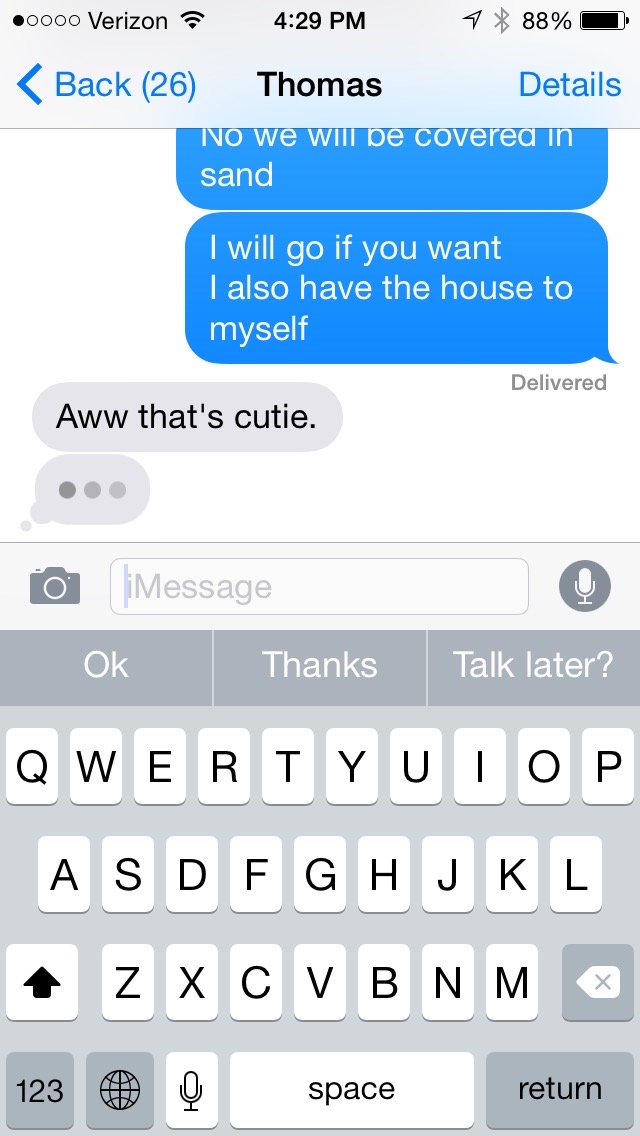 Verizon 4:29 PM 88%
Back (26) Thomas Details
No we will be covered in
sand
I will go if you want
I also have the house to
myself
Delivered
Aww that's cutie.
iMessage
Ok Thanks Talk later?
Q W E R T Y U I O P
A S D F G H J K L
Z X C V B N M
123 space return